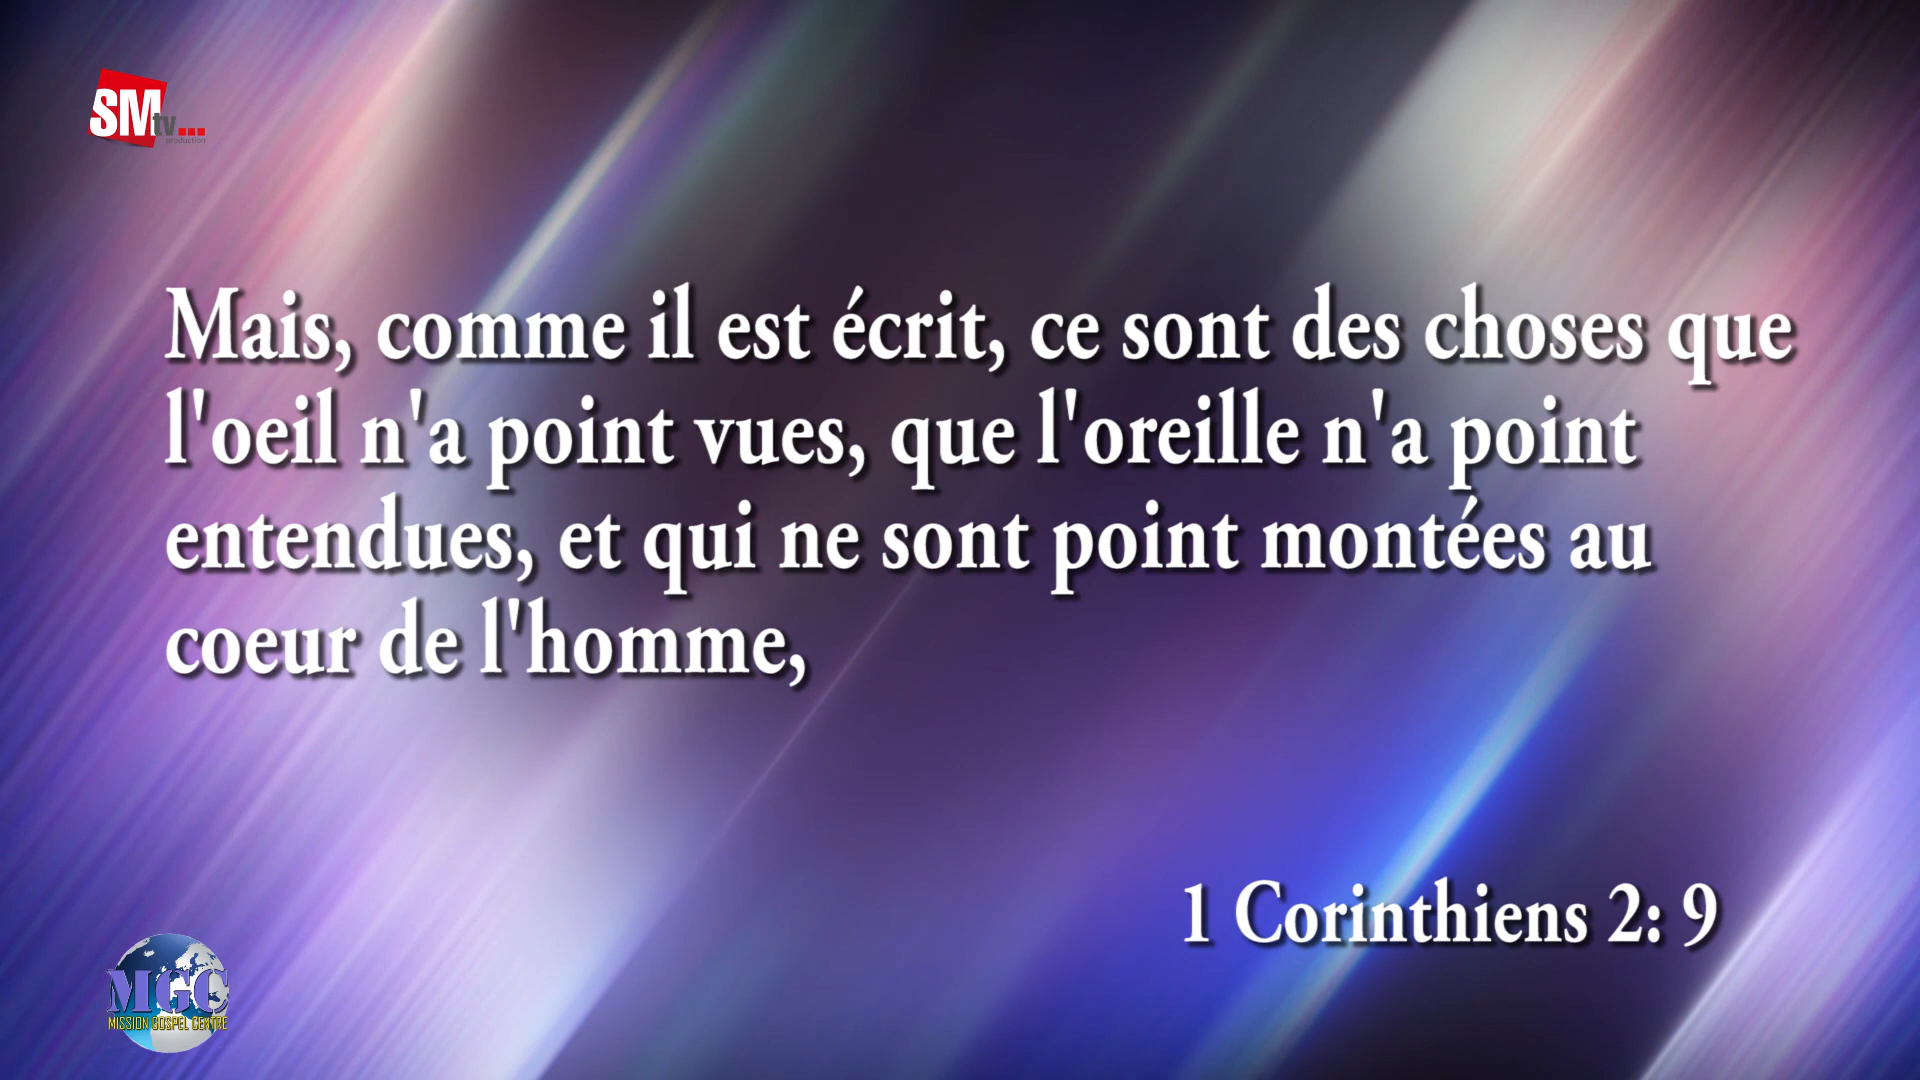 SMtv...
production
Mais, comme il est écrit, ce sont des choses que
l'oeil n'a point vues, que l'oreille n'a point
entendues, et qui ne sont point montées au
coeur de l'homme,
1 Corinthiens 2: 9
MGC
MISSION GOSPEL CENTRE